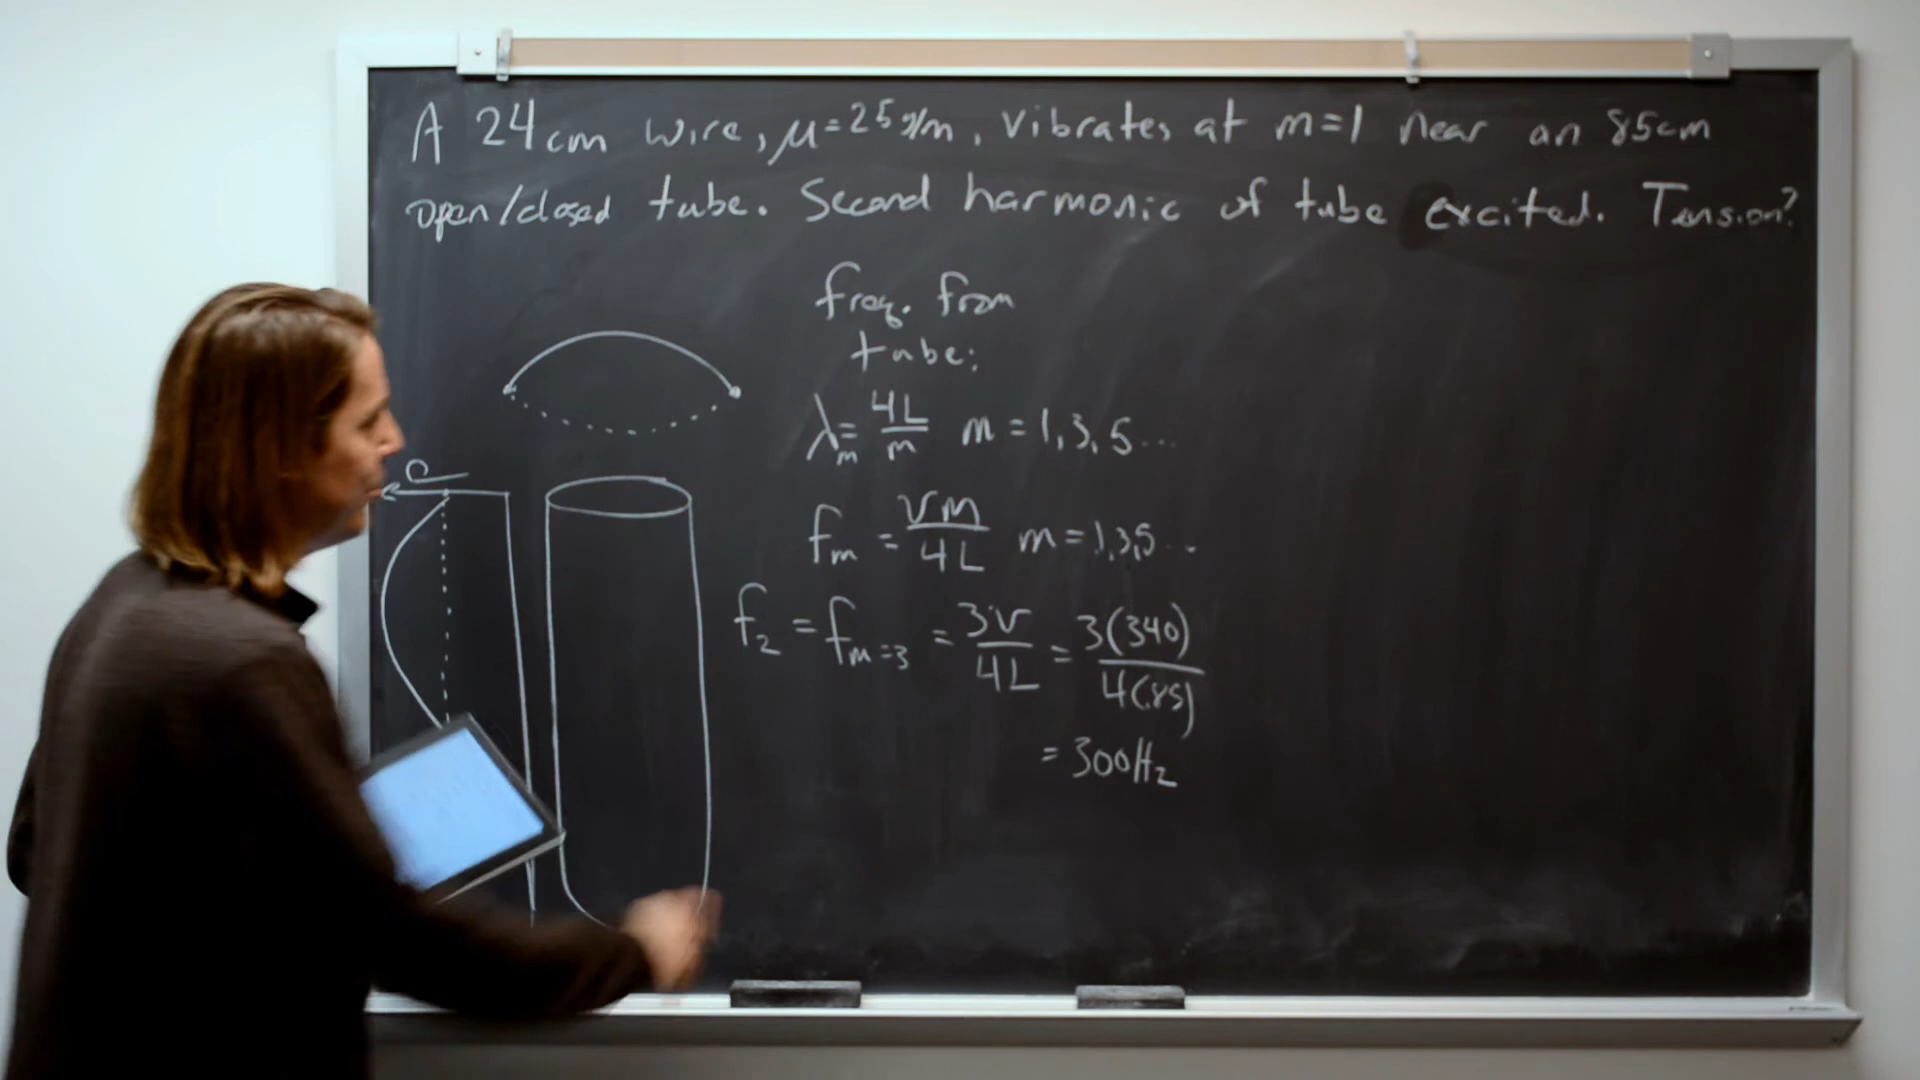 A 24cm wire, μ=25g/m, vibrates at m=1 near an 85cm
open/closed tube. Second harmonic of tube excited. Tension?
freq. from
tube:
λₘ = 4L/m m = 1,3,5...
fₘ = vm/4L m=1,3,5...
f₂ = fₘ₌₃ = 3v/4L = 3(340)/4(.85)
= 300Hz